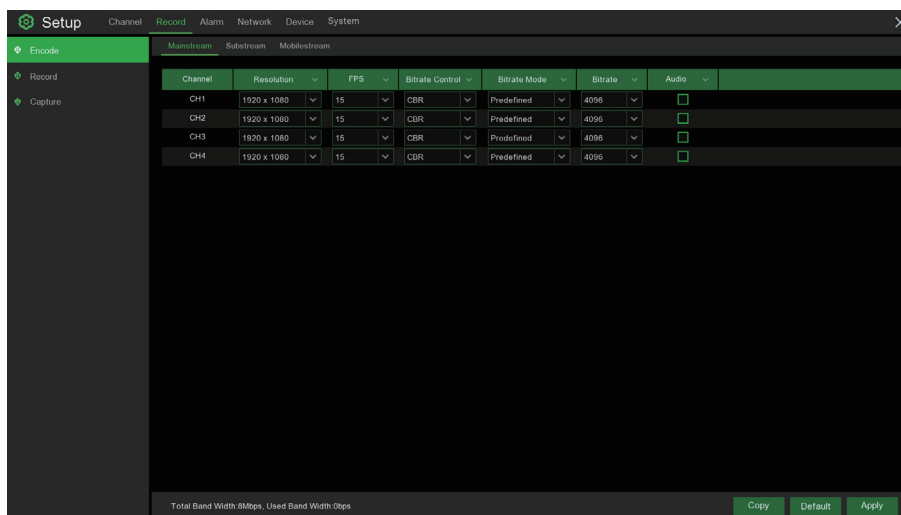 Setup Channel Record Alarm Network Device System
Encode
Record
Capture
Mainstream Substream Mobilestream
Channel Resolution FPS Bitrate Control Bitrate Mode Bitrate Audio
CH1 1920 x 1080 15 CBR Predefined 4096
CH2 1920 x 1080 15 CBR Predefined 4096
CH3 1920 x 1080 15 CBR Predefined 4096
CH4 1920 x 1080 15 CBR Predefined 4096
Total Band Width:8Mbps, Used Band Width:0bps
Copy Default Apply